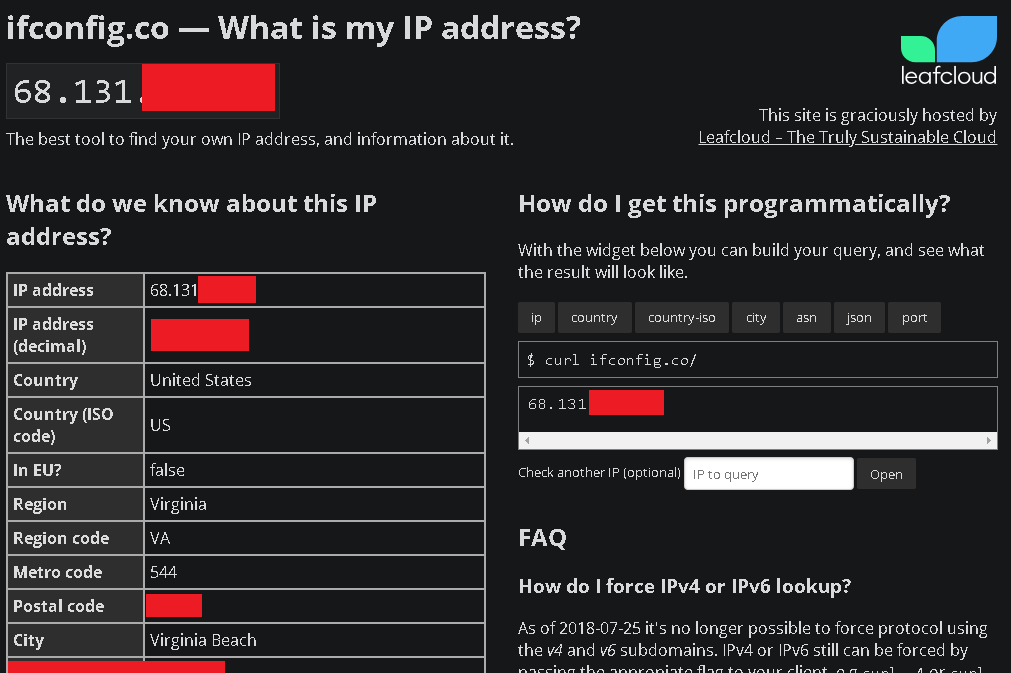 ifconfig.co — What is my IP address?
68.131.
The best tool to find your own IP address, and information about it.
leafcloud
This site is graciously hosted by
Leafcloud – The Truly Sustainable Cloud
What do we know about this IP
address?
IP address 68.131
IP address
(decimal)
Country United States
Country (ISO
code) US
In EU? false
Region Virginia
Region code VA
Metro code 544
Postal code
City Virginia Beach
How do I get this programmatically?
With the widget below you can build your query, and see what
the result will look like.
ip country country-iso city asn json port
$ curl ifconfig.co/
68.131
Check another IP (optional) IP to query Open
FAQ
How do I force IPv4 or IPv6 lookup?
As of 2018-07-25 it's no longer possible to force protocol using
the v4 and v6 subdomains. IPv4 or IPv6 still can be forced by
passing the appropiate flag to your client, e.g curl -4 or curl